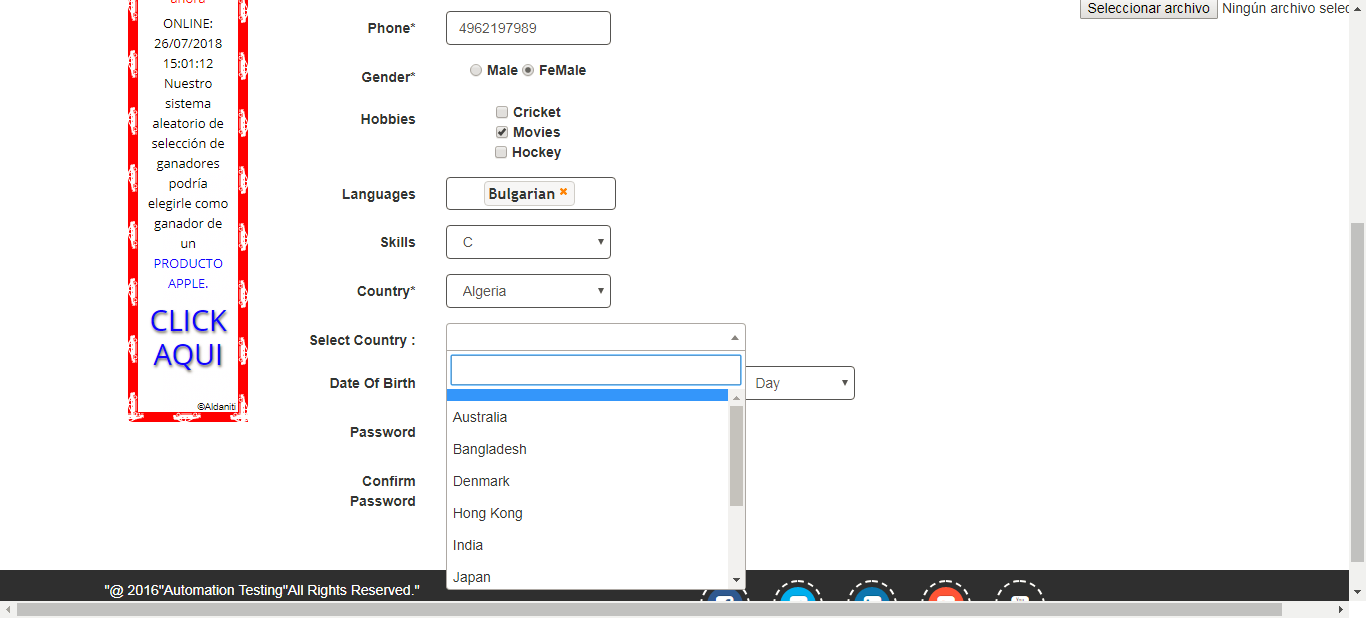 ahora
ONLINE:
26/07/2018
15:01:12
Nuestro
sistema
aleatorio de
selección de
ganadores
podría
elegirle como
ganador de
un
PRODUCTO
APPLE.
CLICK
AQUI
©Aldaniti
Seleccionar archivo Ningún archivo selec
Phone* 4962197989
Gender* Male FeMale
Hobbies Cricket
Movies
Hockey
Languages Bulgarian
Skills C
Country* Algeria
Select Country :
Date Of Birth Day
Password
Confirm
Password
Australia
Bangladesh
Denmark
Hong Kong
India
Japan
"@ 2016"Automation Testing"All Rights Reserved."